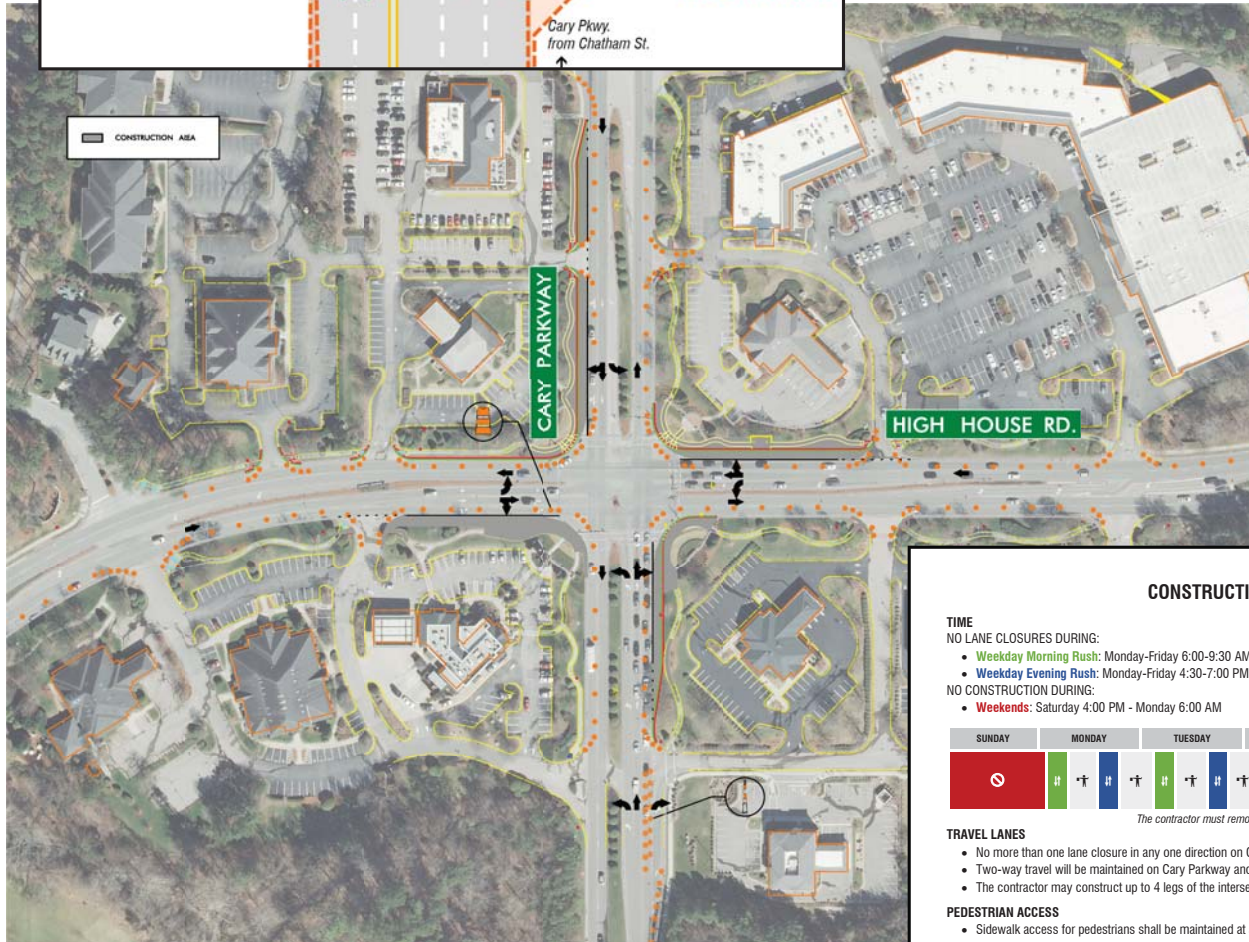 Cary Pkwy.
from Chatham St.
CONSTRUCTION AREA
CARY PARKWAY
HIGH HOUSE RD.
CONSTRUCTI
TIME
NO LANE CLOSURES DURING:
• Weekday Morning Rush: Monday-Friday 6:00-9:30 AM
• Weekday Evening Rush: Monday-Friday 4:30-7:00 PM
NO CONSTRUCTION DURING:
• Weekends: Saturday 4:00 PM - Monday 6:00 AM
SUNDAY MONDAY TUESDAY
The contractor must remo
TRAVEL LANES
• No more than one lane closure in any one direction on C
• Two-way travel will be maintained on Cary Parkway and
• The contractor may construct up to 4 legs of the interse
PEDESTRIAN ACCESS
• Sidewalk access for pedestrians shall be maintained at